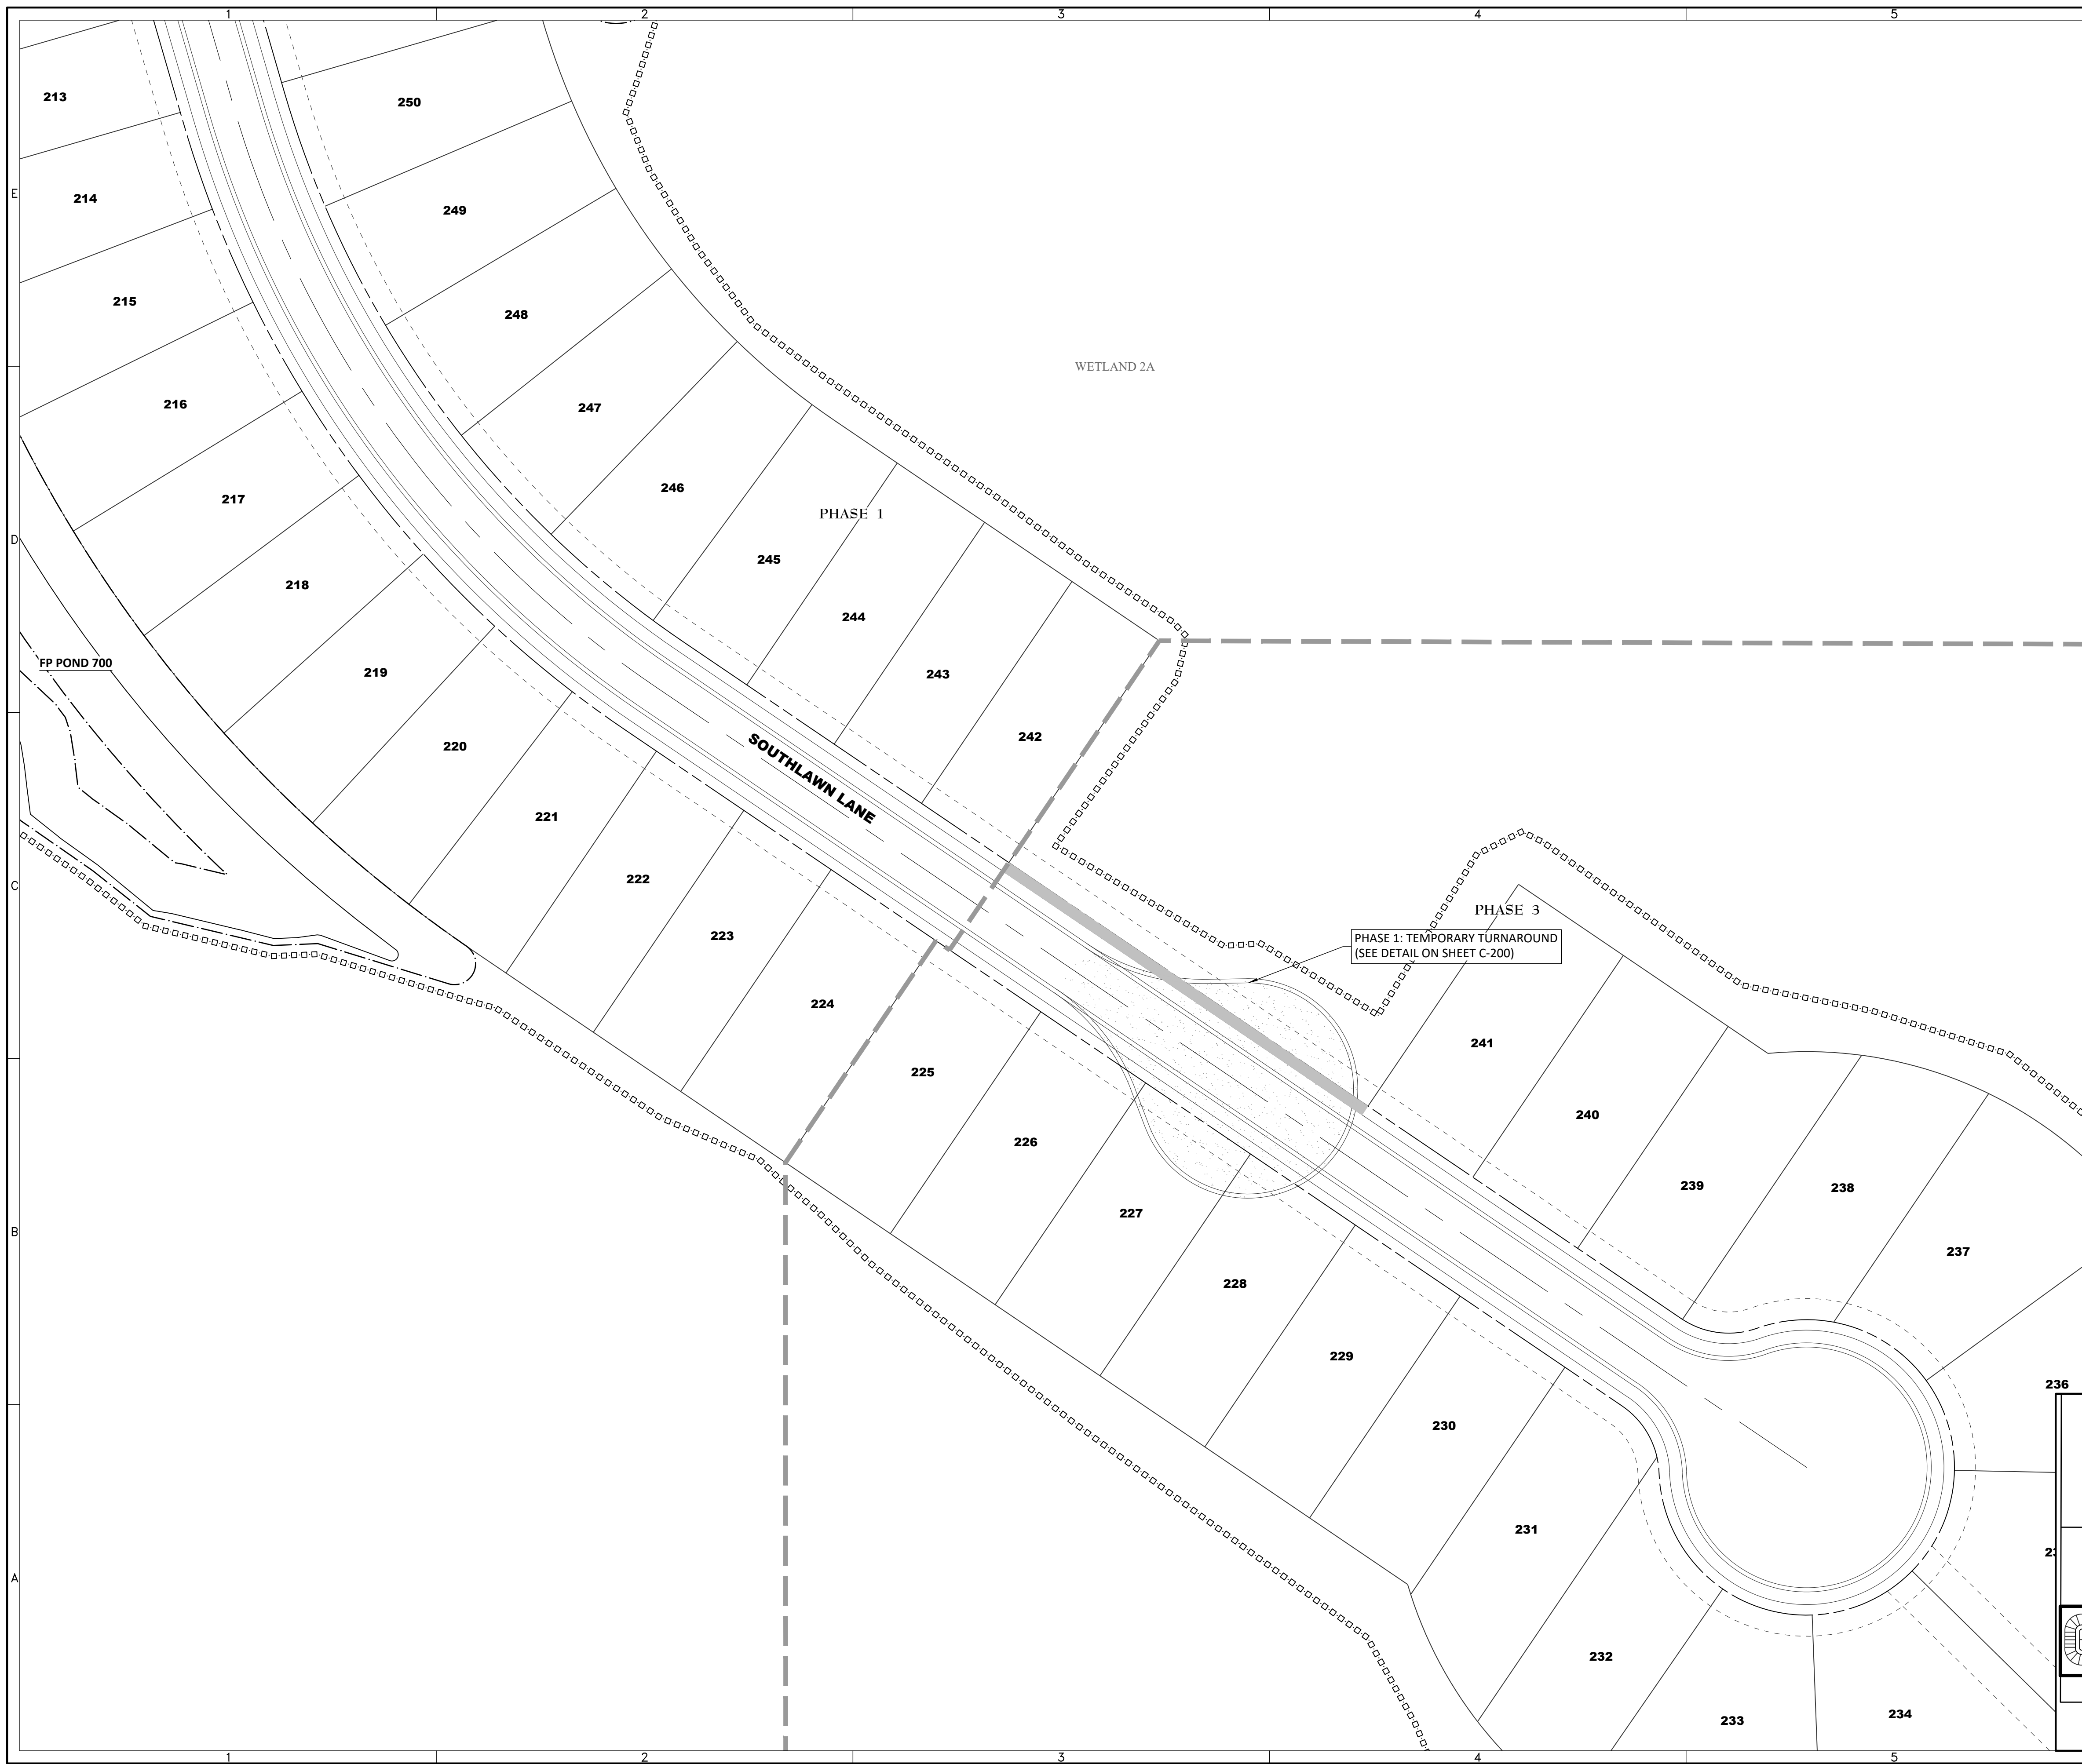 1 2 3 4 5
213
250
E
214
249
215
248
WETLAND 2A
216
247
217
246
PHASE 1
D
245
218
244
FP POND 700
219
243
220
242
SOUTHLAWN LANE
221
222
C
PHASE 3
223
PHASE 1: TEMPORARY TURNAROUND
(SEE DETAIL ON SHEET C-200)
224
241
225
240
226
239
238
227
B
237
228
229
236
230
231
A
232
233
234
1 2 3 4 5